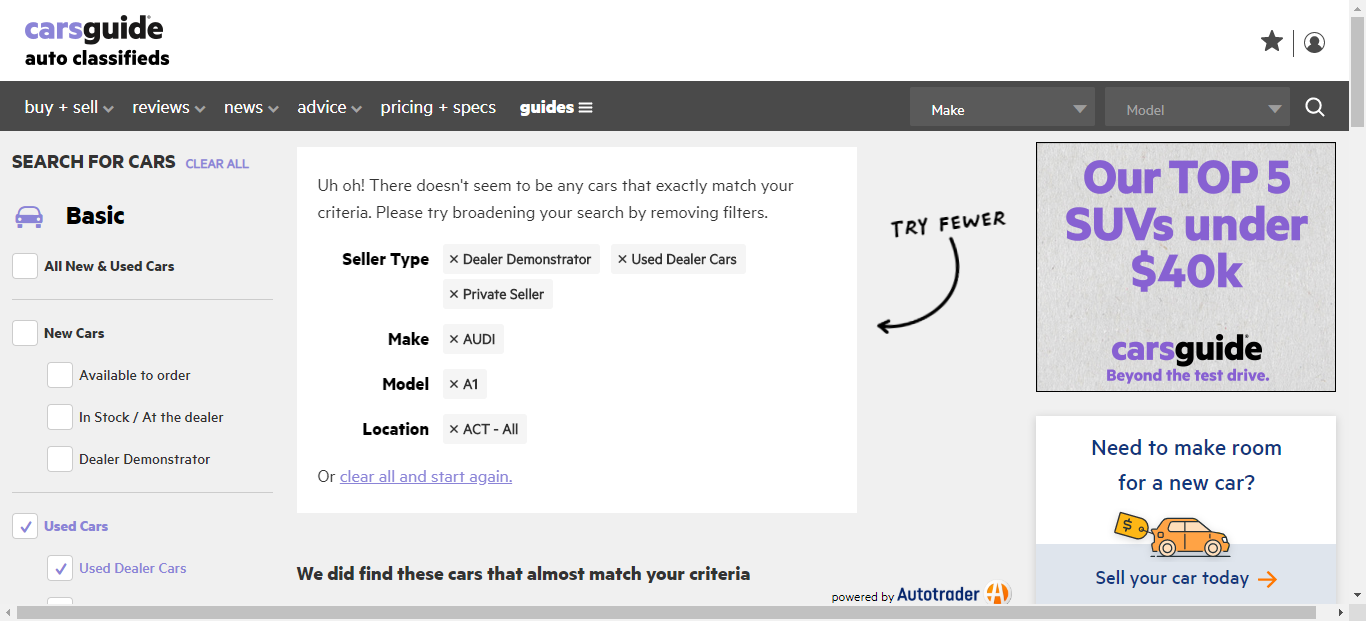 carsguide
auto classifieds
buy + sell
reviews
news
advice
pricing + specs
guides
Make
Model
SEARCH FOR CARS CLEAR ALL
Basic
All New & Used Cars
New Cars
Available to order
In Stock / At the dealer
Dealer Demonstrator
Used Cars
Used Dealer Cars
Uh oh! There doesn't seem to be any cars that exactly match your
criteria. Please try broadening your search by removing filters.
Seller Type × Dealer Demonstrator × Used Dealer Cars
× Private Seller
Make × AUDI
Model × A1
Location × ACT - All
Or clear all and start again.
TRY FEWER
We did find these cars that almost match your criteria
powered by Autotrader
Our TOP 5
SUVs under
$40k
carsguide
Beyond the test drive.
Need to make room
for a new car?
$
Sell your car today